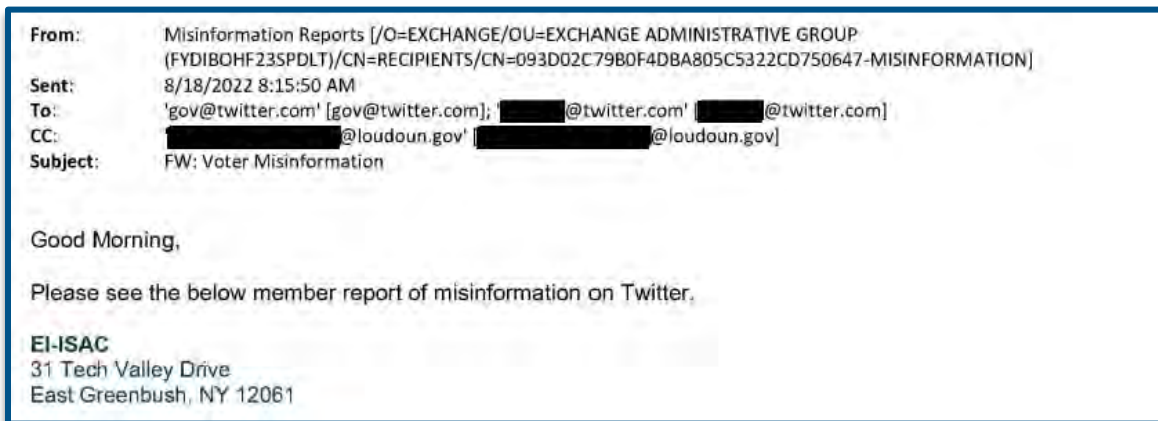 From: Misinformation Reports [/O=EXCHANGE/OU=EXCHANGE ADMINISTRATIVE GROUP
(FYDIBOHF23SPDLT)/CN=RECIPIENTS/CN=093D02C79B0F4DBA805C5322CD750647-MISINFORMATION]
Sent: 8/18/2022 8:15:50 AM
To: 'gov@twitter.com' [gov@twitter.com]; ' @twitter.com' [ @twitter.com]
CC: ' @loudoun.gov' [ @loudoun.gov]
Subject: FW: Voter Misinformation
Good Morning,
Please see the below member report of misinformation on Twitter.
EI-ISAC
31 Tech Valley Drive
East Greenbush, NY 12061